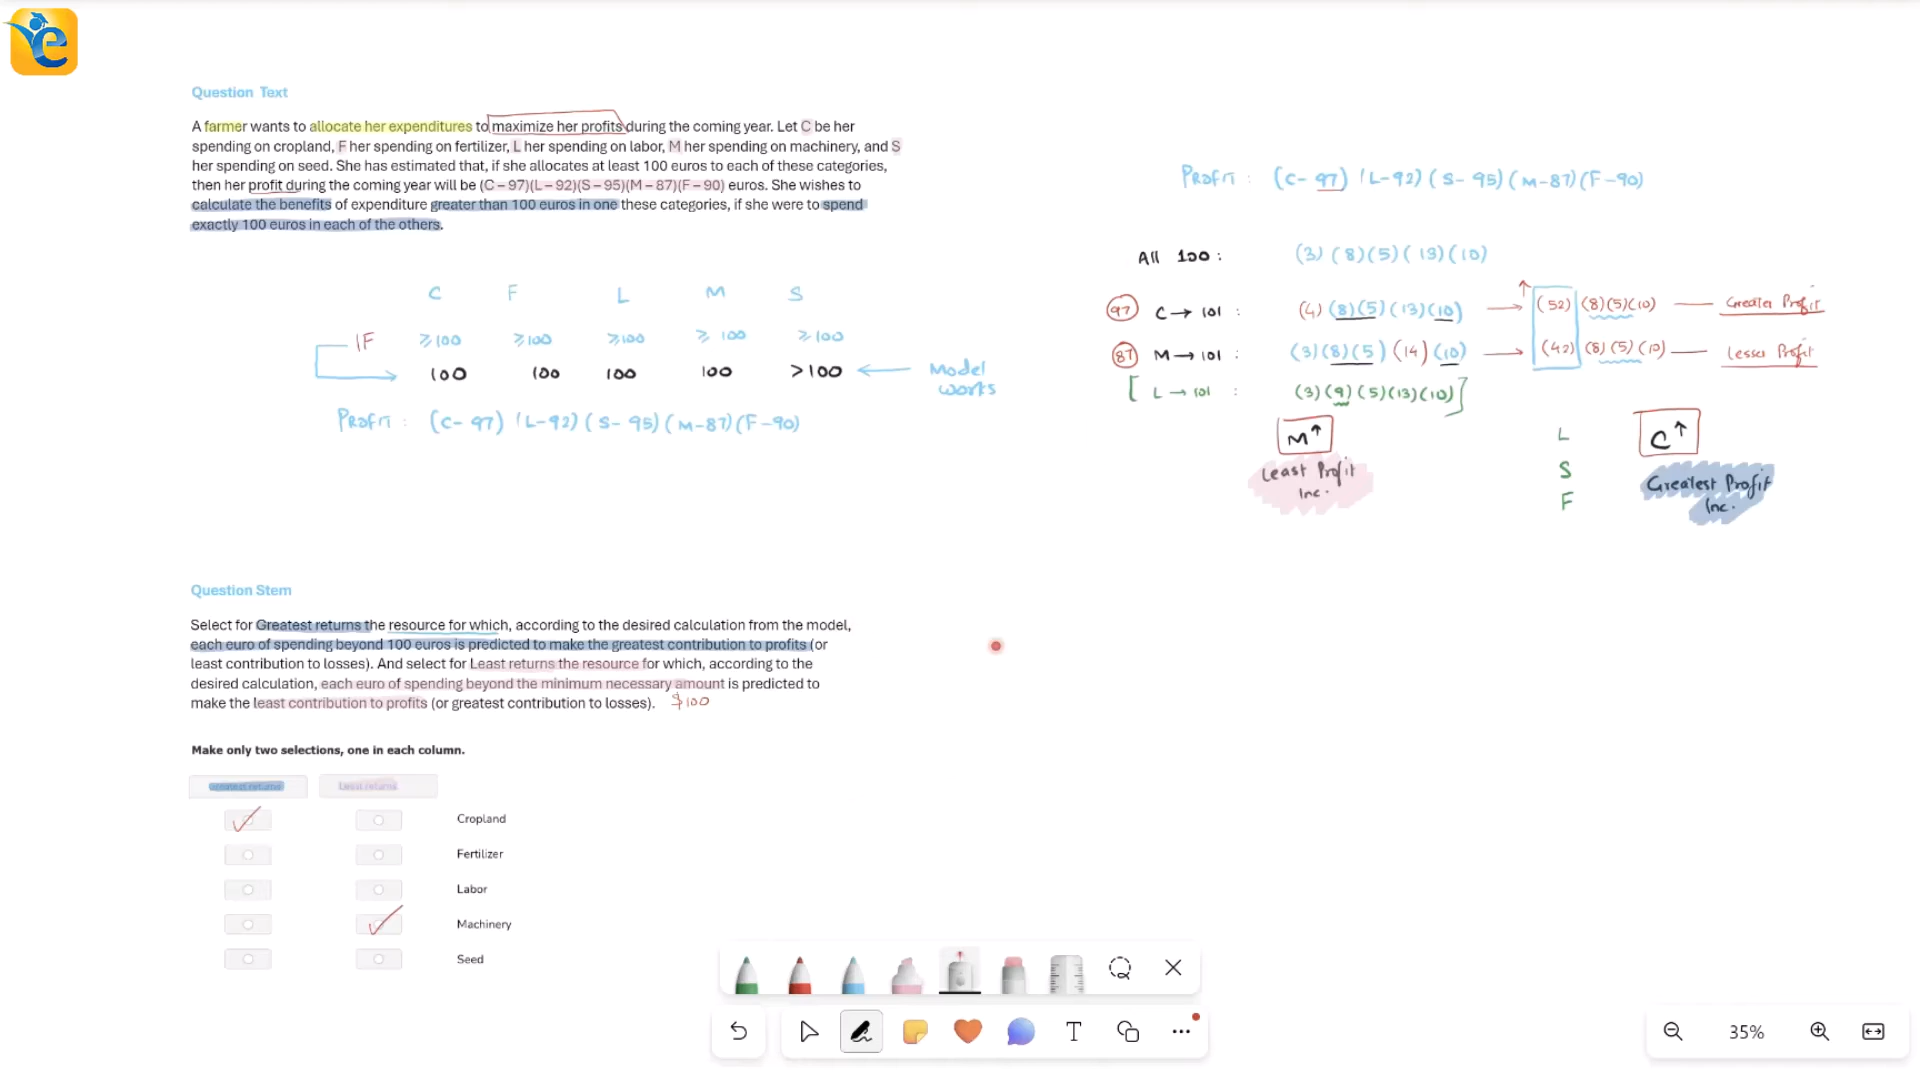 Question Text
A farmer wants to allocate her expenditures to maximize her profits during the coming year. Let C be her
spending on cropland, F her spending on fertilizer, L her spending on labor, M her spending on machinery, and S
her spending on seed. She has estimated that, if she allocates at least 100 euros to each of these categories,
then her profit during the coming year will be (C – 97)(L – 92)(S – 95)(M – 87)(F – 90) euros. She wishes to
calculate the benefits of expenditure greater than 100 euros in one these categories, if she were to spend
exactly 100 euros in each of the others.
C F L M S
IF ≥100 ≥100 ≥100 ≥ 100 ≥100
100 100 100 100 >100 ← Model works
PROFIT : (C- 97) (L-92) (S- 95) (M-87) (F-90)
PROFIT : (C- 97) (L-92) (S- 95) (M-87) (F-90)
All 100 : (3) (8) (5) (13) (10)
97 C → 101 : (4) (8) (5) (13) (10) → (52) (8) (5) (10) — Greater Profit
87 M → 101 : (3) (8) (5) (14) (10) → (42) (8) (5) (10) — Lesser Profit
[ L → 101 : (3) (9) (5) (13) (10) ]
M↑ L C↑
Least Profit Inc. S Greatest Profit Inc.
F
Question Stem
Select for Greatest returns the resource for which, according to the desired calculation from the model,
each euro of spending beyond 100 euros is predicted to make the greatest contribution to profits (or
least contribution to losses). And select for Least returns the resource for which, according to the
desired calculation, each euro of spending beyond the minimum necessary amount is predicted to
make the least contribution to profits (or greatest contribution to losses). $100
Make only two selections, one in each column.
Greatest returns Least returns
Cropland
Fertilizer
Labor
Machinery
Seed
T
35%